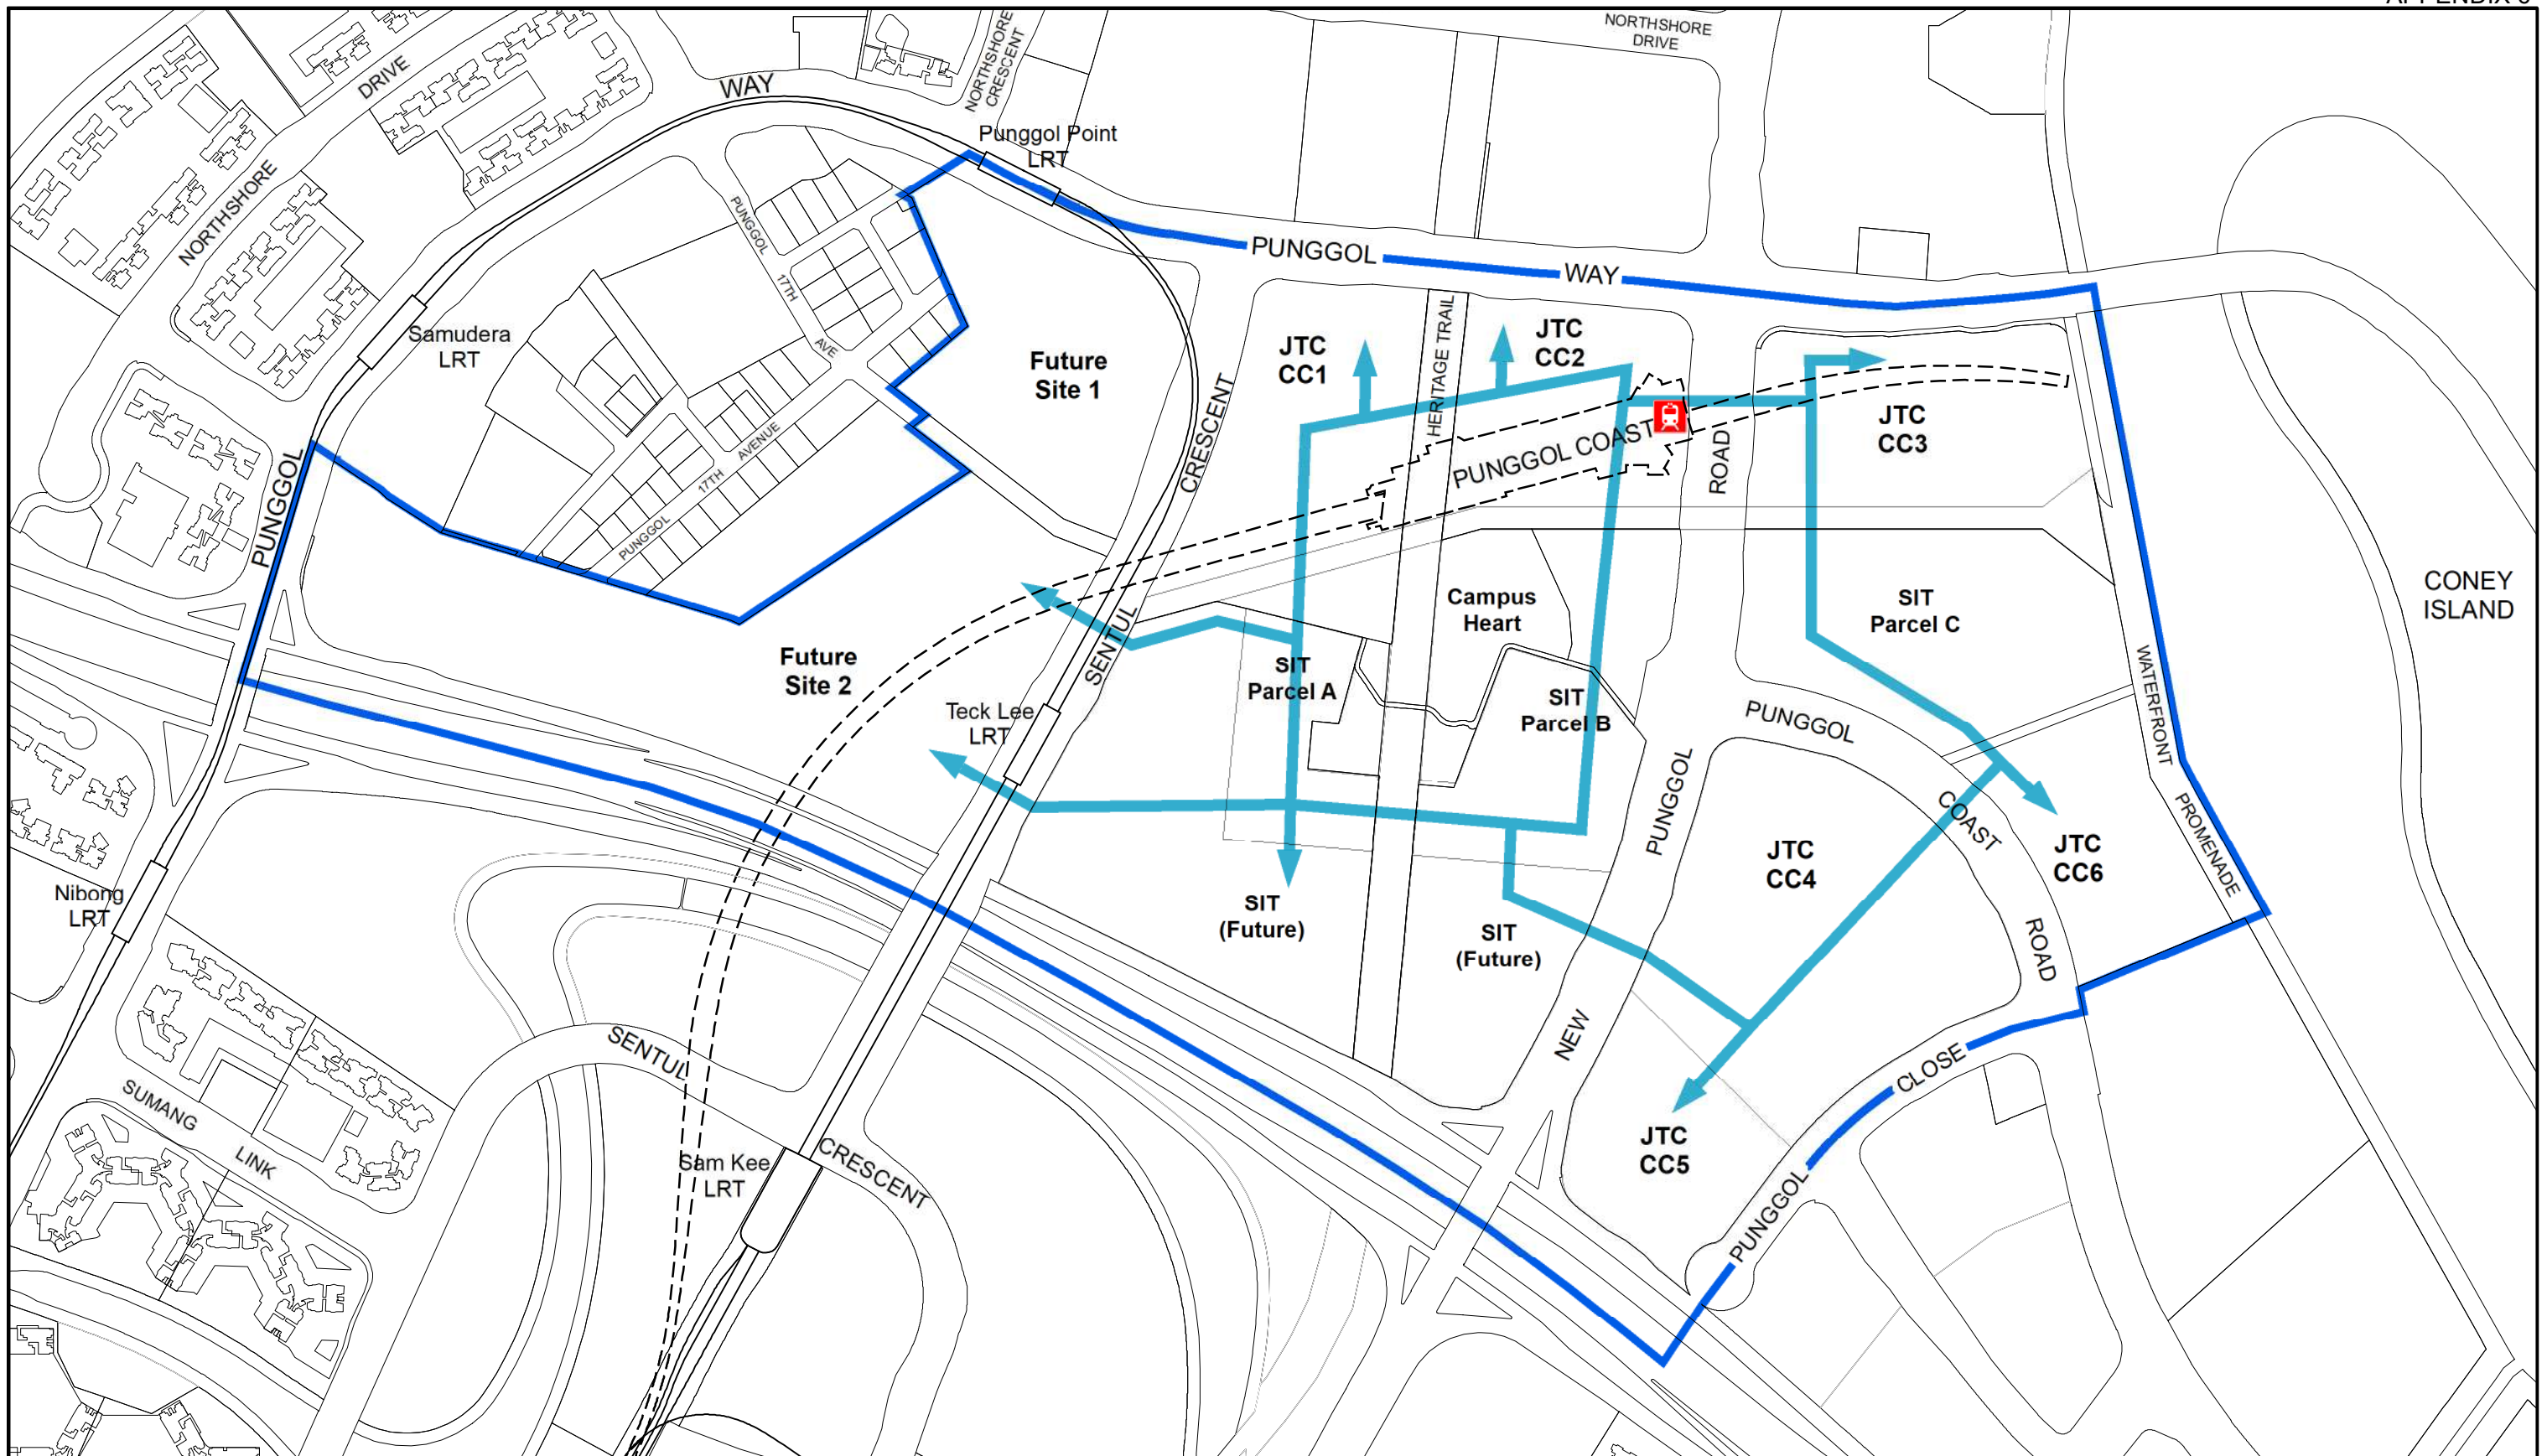 NORTHSHORE
DRIVE
WAY
NORTHSHORE
CRESCENT
NORTHSHORE
DRIVE
Punggol Point
LRT
PUNGGOL
17TH
AVE
PUNGGOL
WAY
Samudera
LRT
Future
Site 1
JTC
CC1
HERITAGE TRAIL
JTC
CC2
JTC
CC3
CRESCENT
PUNGGOL COAST
ROAD
PUNGGOL
17TH
AVENUE
PUNGGOL
Campus
Heart
SIT
Parcel C
CONEY
ISLAND
SENTUL
Future
Site 2
SIT
Parcel A
SIT
Parcel B
Teck Lee
LRT
PUNGGOL
COAST
ROAD
WATERFRONT
PROMENADE
NEW
PUNGGOL
JTC
CC4
JTC
CC6
Nibong
LRT
SIT
(Future)
SIT
(Future)
SENTUL
CRESCENT
SUMANG
LINK
Sam Kee
LRT
JTC
CC5
PUNGGOL
CLOSE